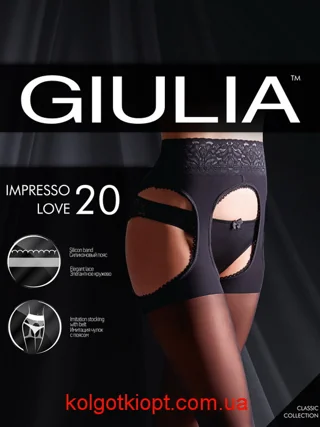 GIULIA™
IMPRESSO
LOVE 20
Silicon band
Силиконовый пояс
Elegant lace
Элегантное кружево
Imitation stocking
with belt
Имитация чулок
с поясом
CLASSIC
COLLECTION
kolgotkiopt.com.ua